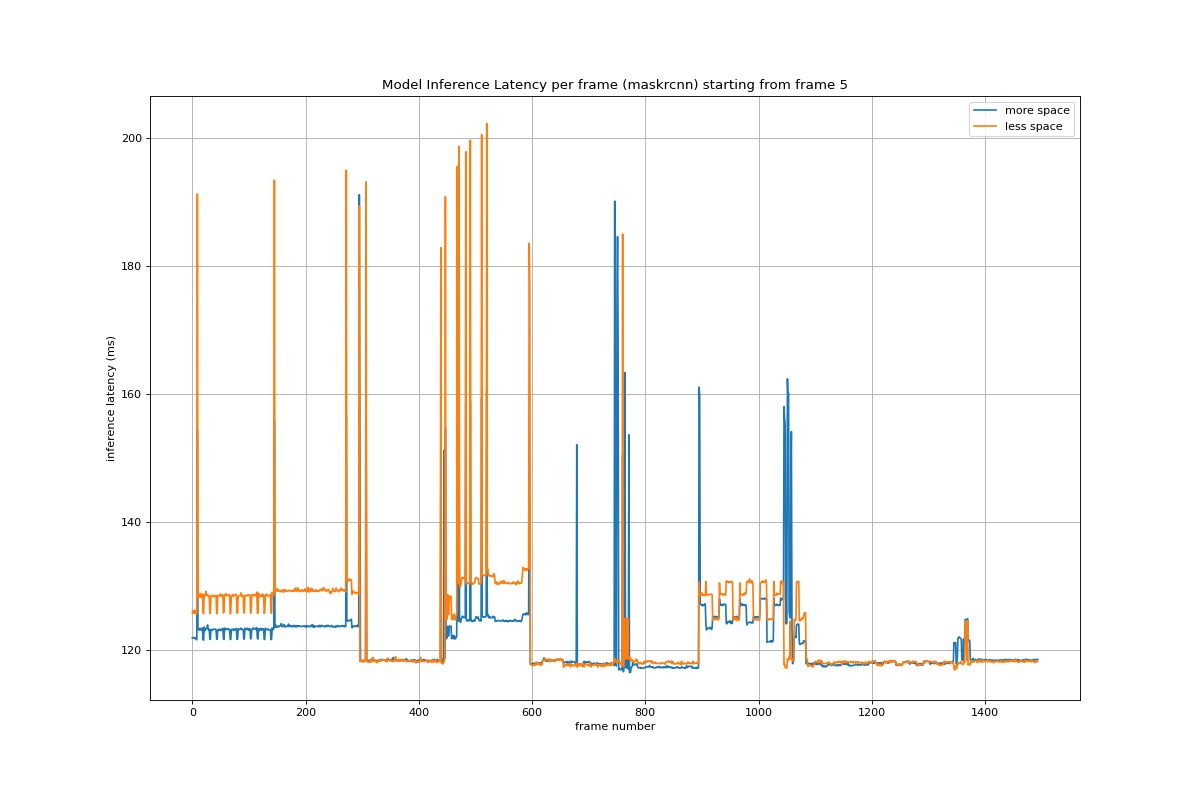 Model Inference Latency per frame (maskrcnn) starting from frame 5
more space
less space
200
180
160
140
120
inference latency (ms)
0 200 400 600 800 1000 1200 1400
frame number